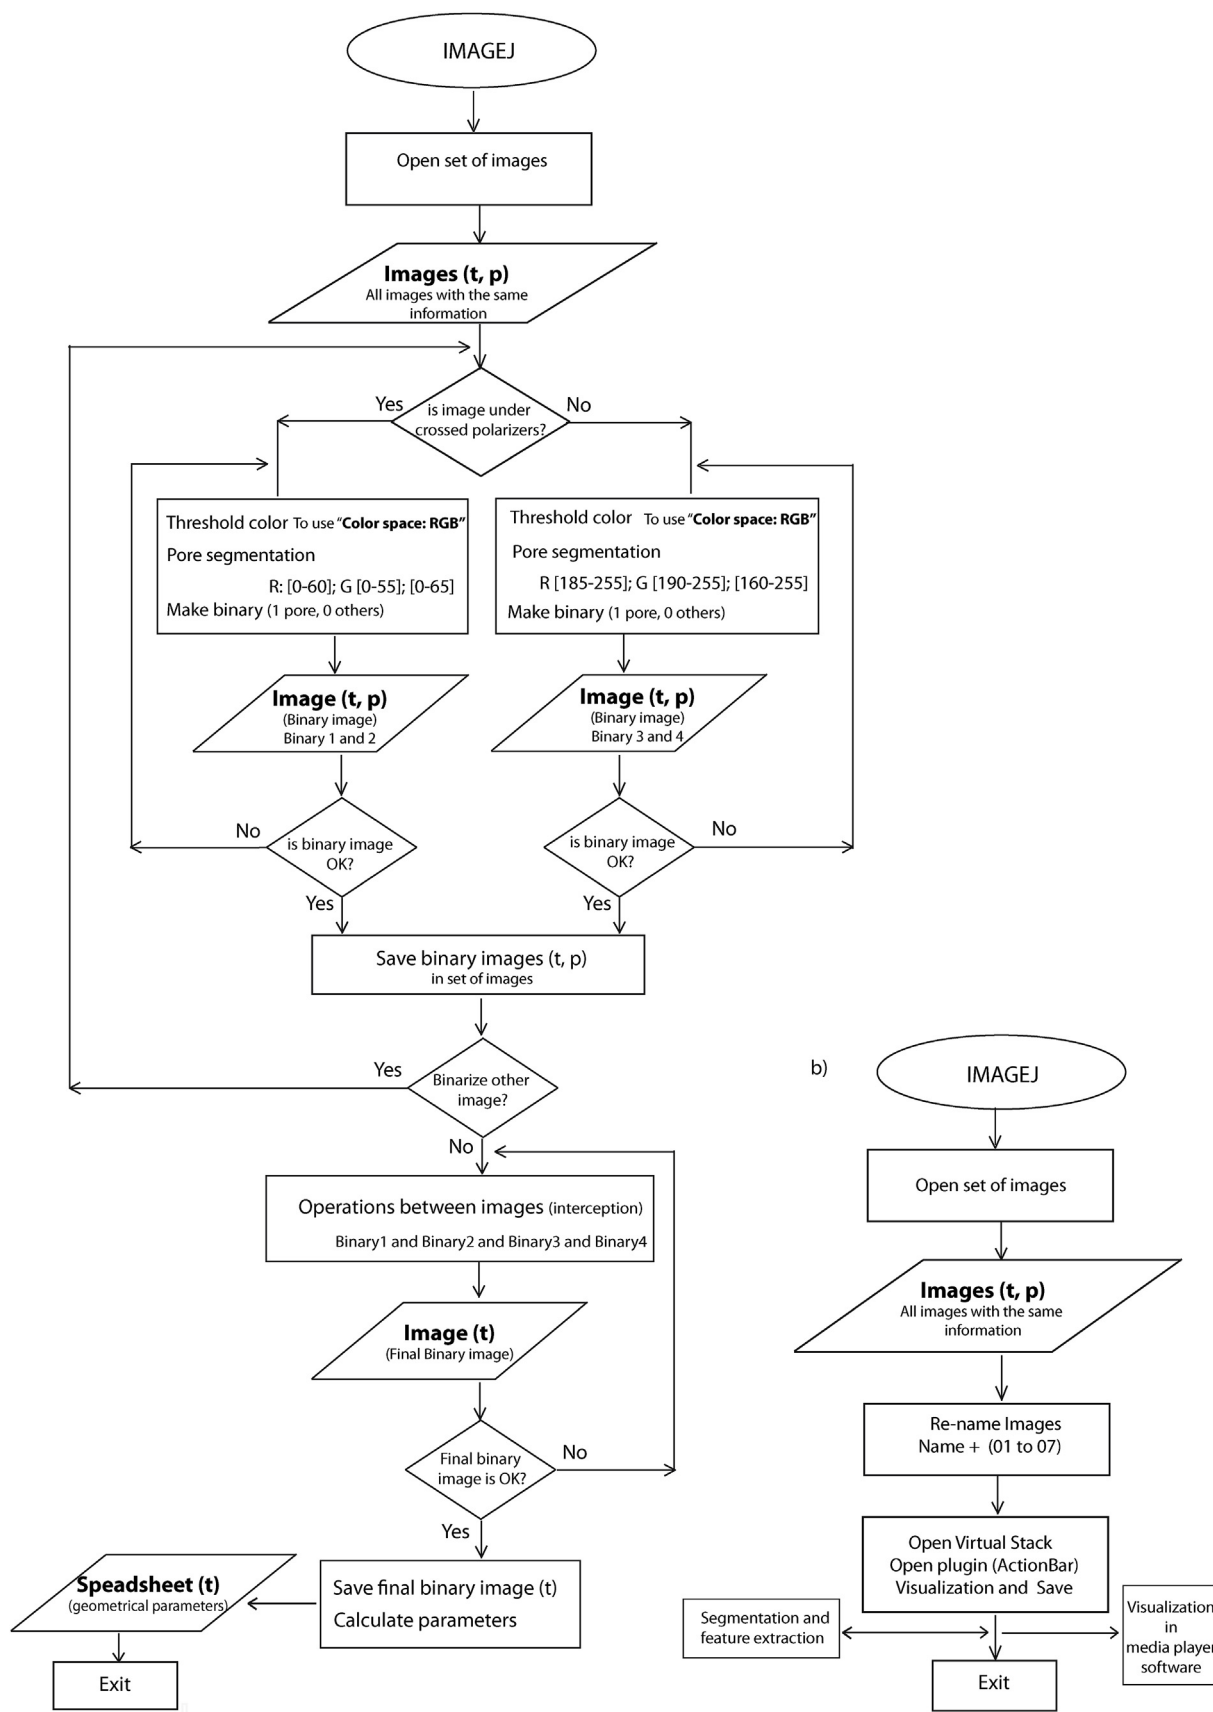 IMAGEJ
Open set of images
Images (t, p)
All images with the same
information
Yes
No
is image under
crossed polarizers?
Threshold color To use “Color space: RGB”
Pore segmentation
R: [0-60]; G [0-55]; [0-65]
Make binary (1 pore, 0 others)
Threshold color To use “Color space: RGB”
Pore segmentation
R [185-255]; G [190-255]; [160-255]
Make binary (1 pore, 0 others)
Image (t, p)
(Binary image)
Binary 1 and 2
Image (t, p)
(Binary image)
Binary 3 and 4
No
is binary image
OK?
Yes
is binary image
OK?
No
Yes
Save binary images (t, p)
in set of images
Yes
Binarize other
image?
No
Operations between images (interception)
Binary1 and Binary2 and Binary3 and Binary4
Image (t)
(Final Binary image)
Final binary
image is OK?
No
Yes
Save final binary image (t)
Calculate parameters
Speadsheet (t)
(geometrical parameters)
Exit
b)
IMAGEJ
Open set of images
Images (t, p)
All images with the same
information
Re-name Images
Name + (01 to 07)
Open Virtual Stack
Open plugin (ActionBar)
Visualization and Save
Segmentation and
feature extraction
Visualization
in
media player
software
Exit